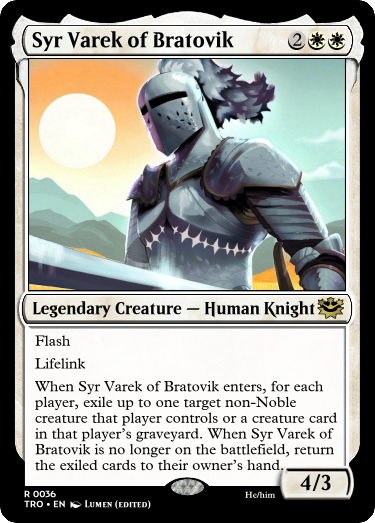 Syr Varek of Bratovik 2
Legendary Creature — Human Knight
Flash
Lifelink
When Syr Varek of Bratovik enters, for each
player, exile up to one target non-Noble
creature that player controls or a creature card
in that player's graveyard. When Syr Varek of
Bratovik is no longer on the battlefield, return
the exiled cards to their owner's hand.
4/3
R 0036
TRO • EN Lumen (edited)
He/him